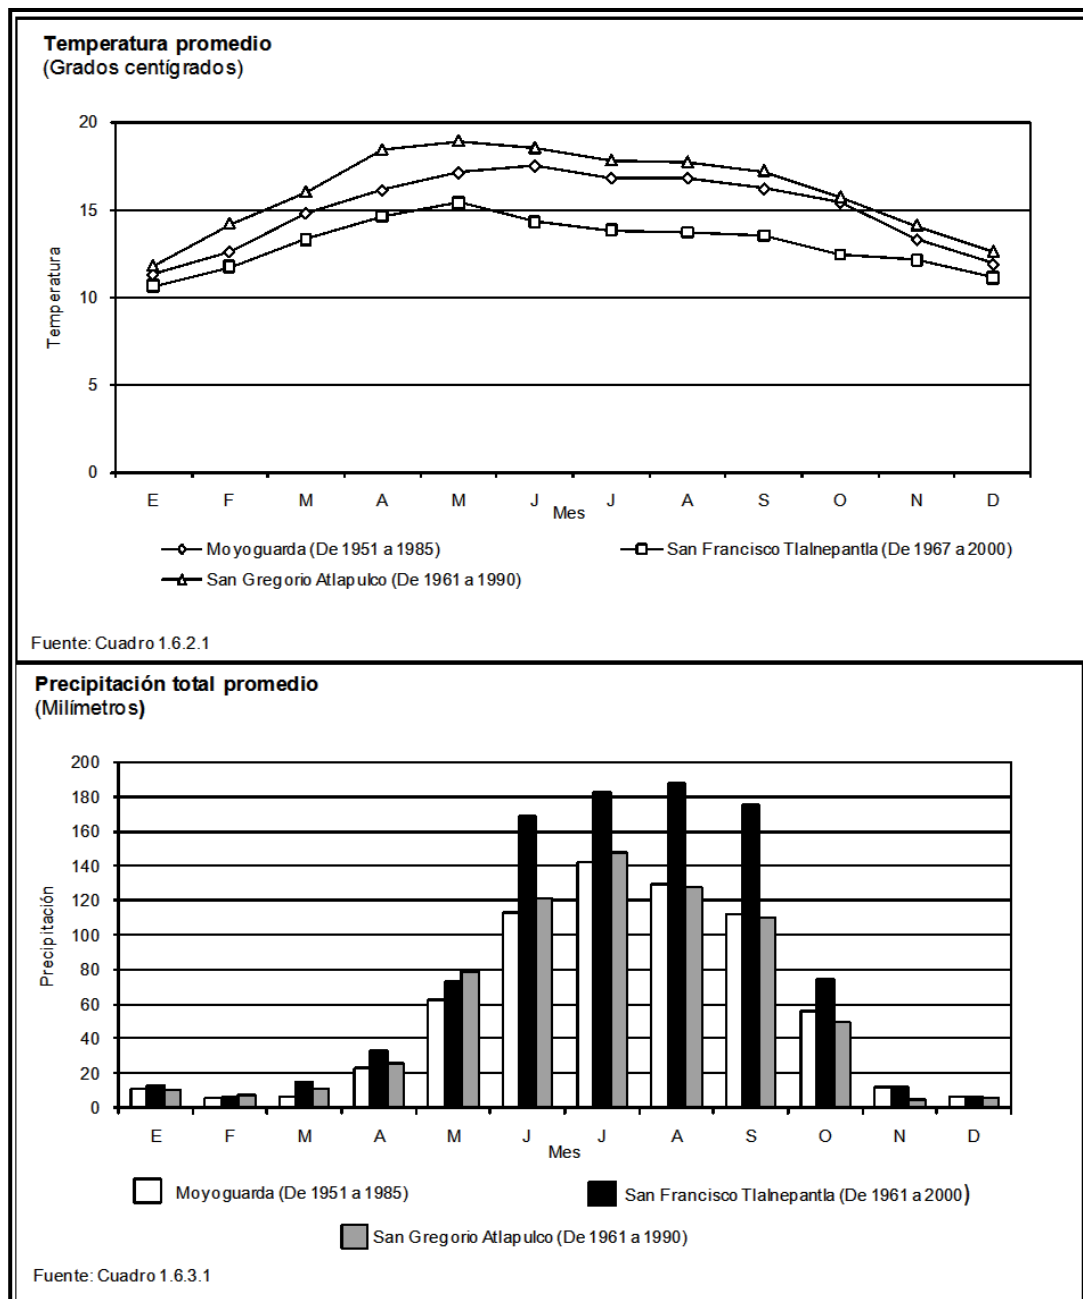 Temperatura promedio
(Grados centígrados)
20
15
10
5
0
Temperatura
E F M A M J J A S O N D
Mes
Moyoguarda (De 1951 a 1985)
San Francisco Tlalnepantla (De 1967 a 2000)
San Gregorio Atlapulco (De 1961 a 1990)
Fuente: Cuadro 1.6.2.1
Precipitación total promedio
(Milímetros)
200
180
160
140
120
100
80
60
40
20
0
Precipitación
E F M A M J J A S O N D
Mes
Moyoguarda (De 1951 a 1985)
San Francisco Tlalnepantla (De 1961 a 2000)
San Gregorio Atlapulco (De 1961 a 1990)
Fuente: Cuadro 1.6.3.1